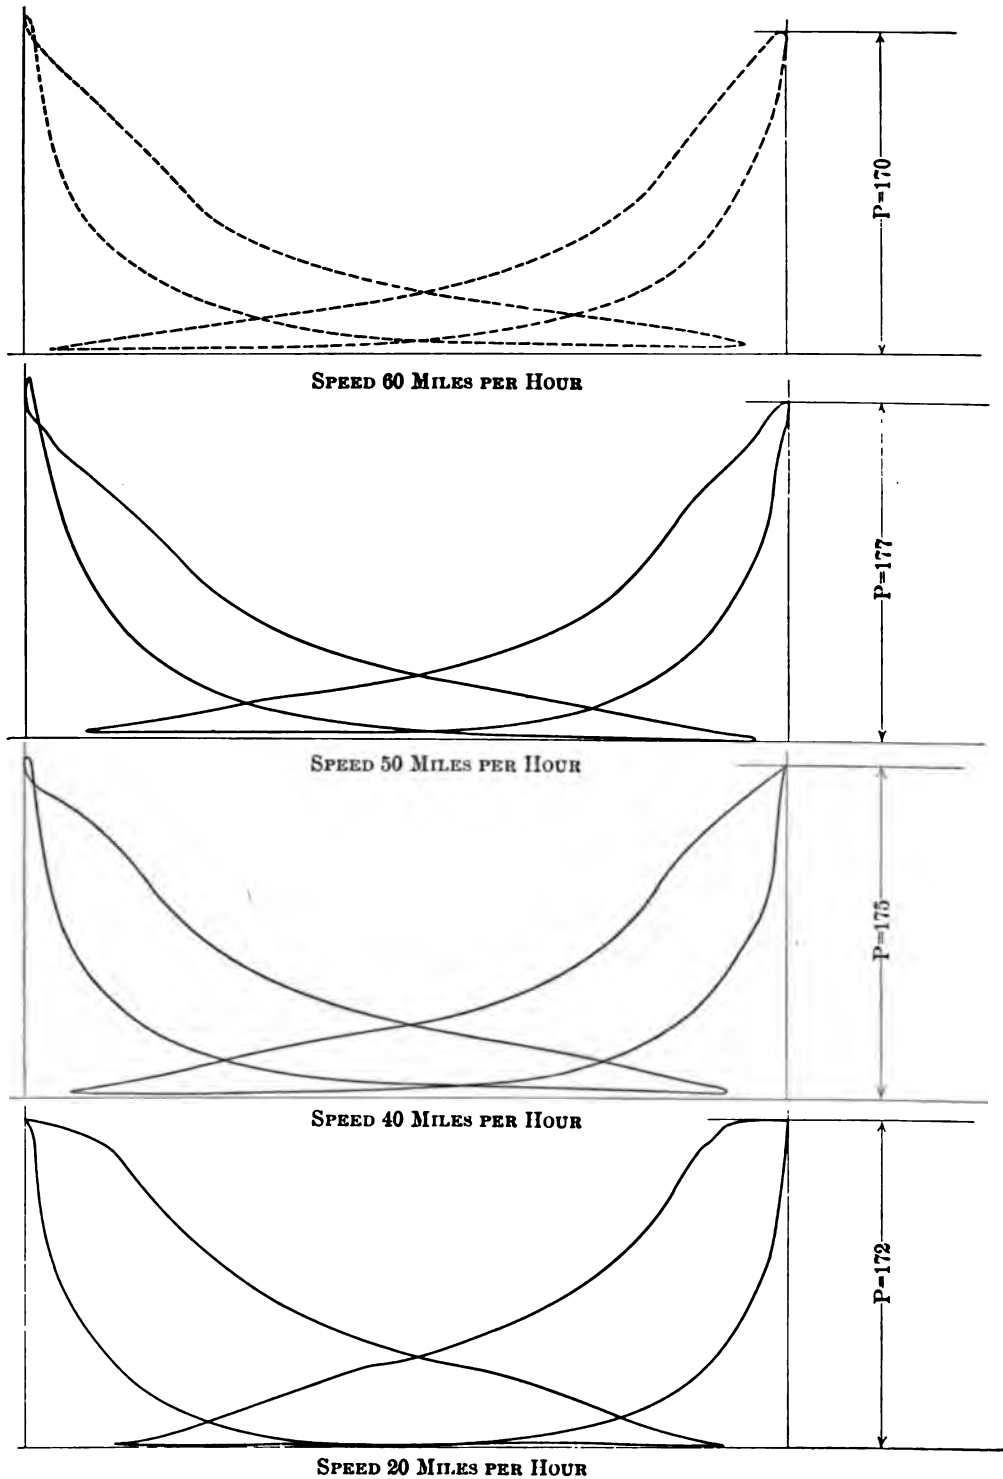 P=170
SPEED 60 MILES PER HOUR
P=177
SPEED 50 MILES PER HOUR
P=175
SPEED 40 MILES PER HOUR
P=172
SPEED 20 MILES PER HOUR